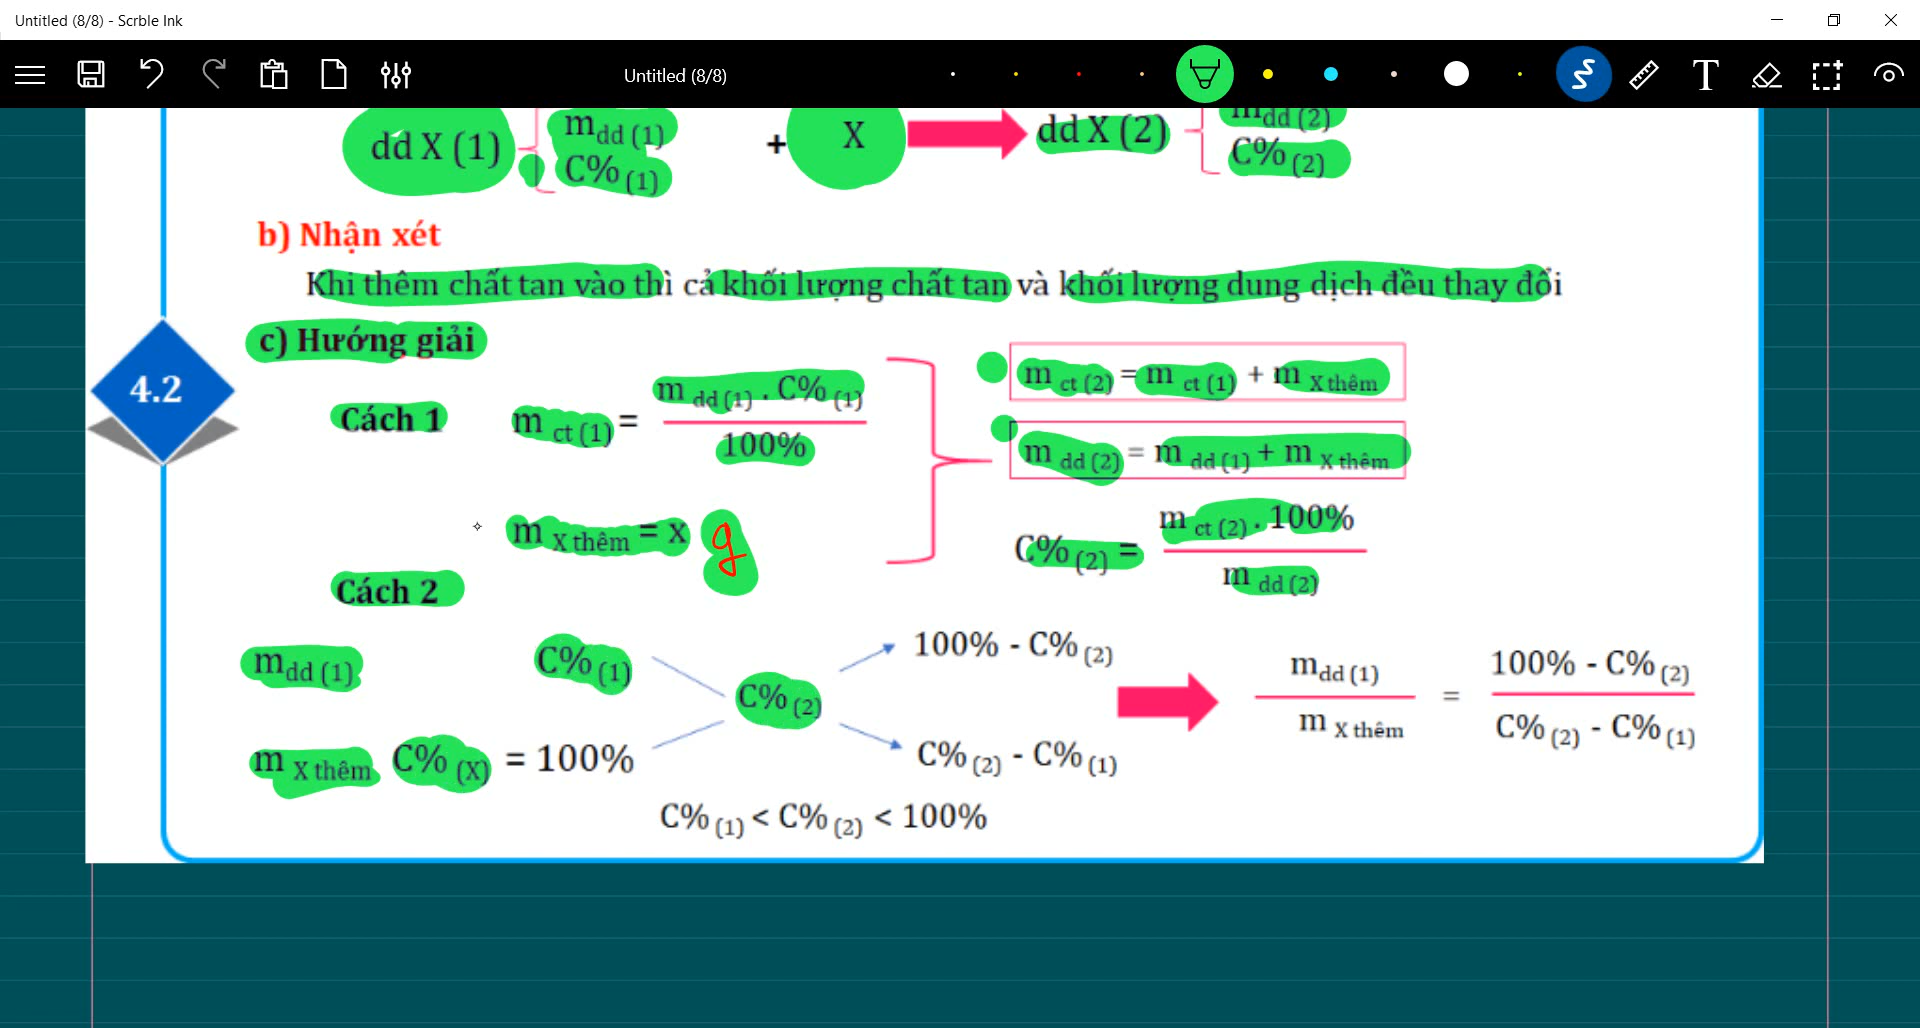 Untitled (8/8) - Scrble Ink
Untitled (8/8)
T
dd X (1)
m dd (1)
C% (1)
+ X
dd X (2)
m dd (2)
C% (2)
b) Nhận xét
Khi thêm chất tan vào thì cả khối lượng chất tan và khối lượng dung dịch đều thay đổi
c) Hướng giải
4.2
Cách 1
m ct (1) = m dd (1) . C% (1) / 100%
m X thêm = x g
m ct (2) = m ct (1) + m X thêm
m dd (2) = m dd (1) + m X thêm
C% (2) = m ct (2) . 100% / m dd (2)
Cách 2
m dd (1) C% (1) 100% - C% (2)
C% (2)
m X thêm C% (X) = 100% C% (2) - C% (1)
m dd (1) / m X thêm = 100% - C% (2) / C% (2) - C% (1)
C% (1) < C% (2) < 100%